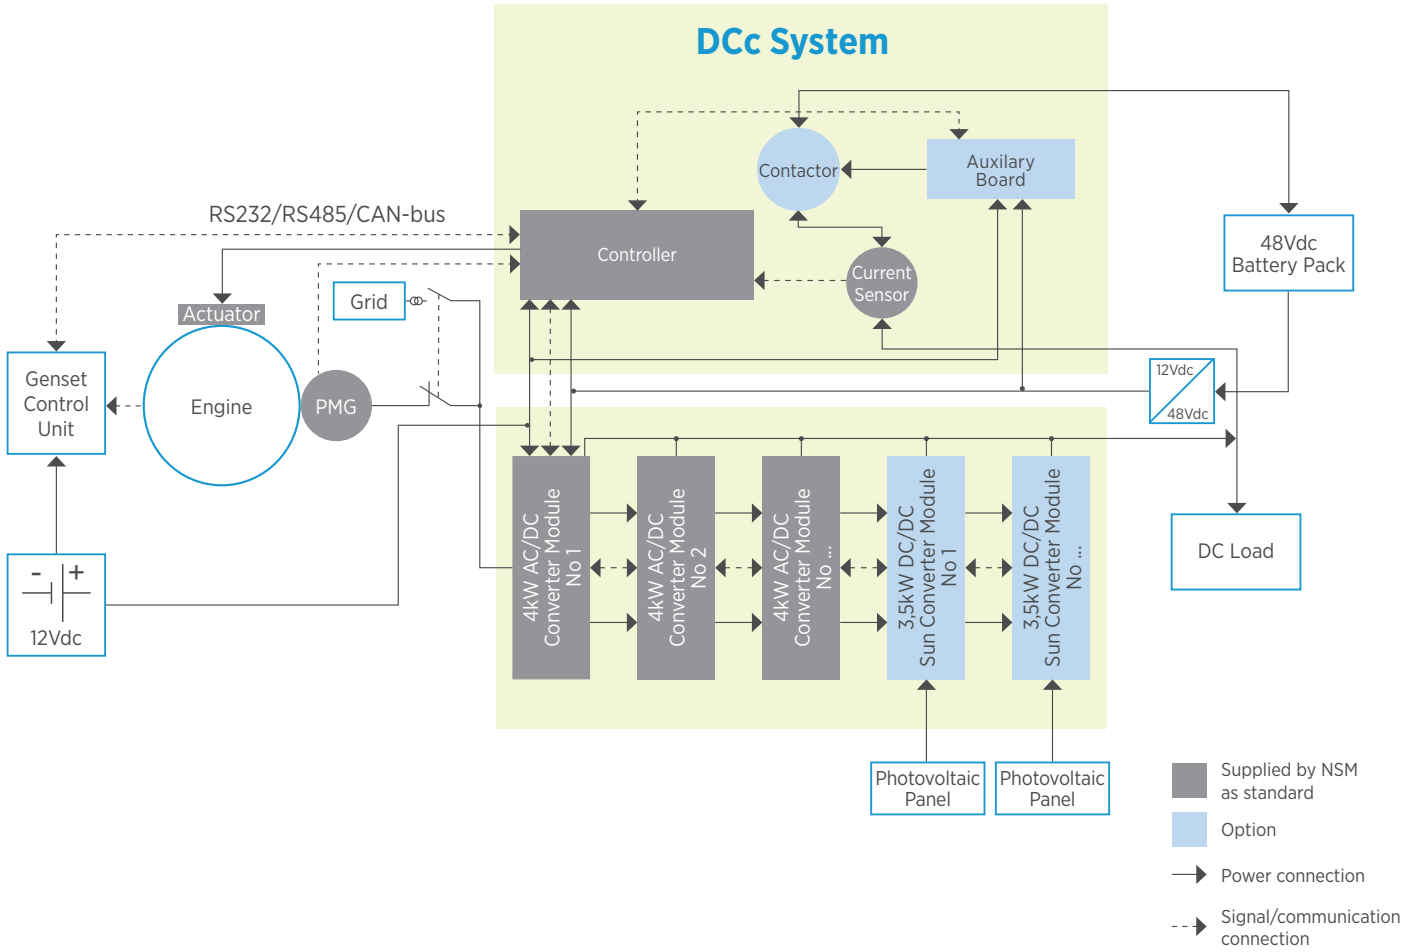 DCc System
Contactor
Auxilary
Board
RS232/RS485/CAN-bus
Controller
Current
Sensor
48Vdc
Battery Pack
Grid
Actuator
Genset
Control
Unit
Engine
PMG
12Vdc
48Vdc
4kW AC/DC
Converter Module
No 1
4kW AC/DC
Converter Module
No 2
4kW AC/DC
Converter Module
No ...
3,5kW DC/DC
Sun Converter Module
No 1
3,5kW DC/DC
Sun Converter Module
No ...
DC Load
- +
12Vdc
Photovoltaic
Panel
Photovoltaic
Panel
Supplied by NSM
as standard
Option
Power connection
Signal/communication
connection